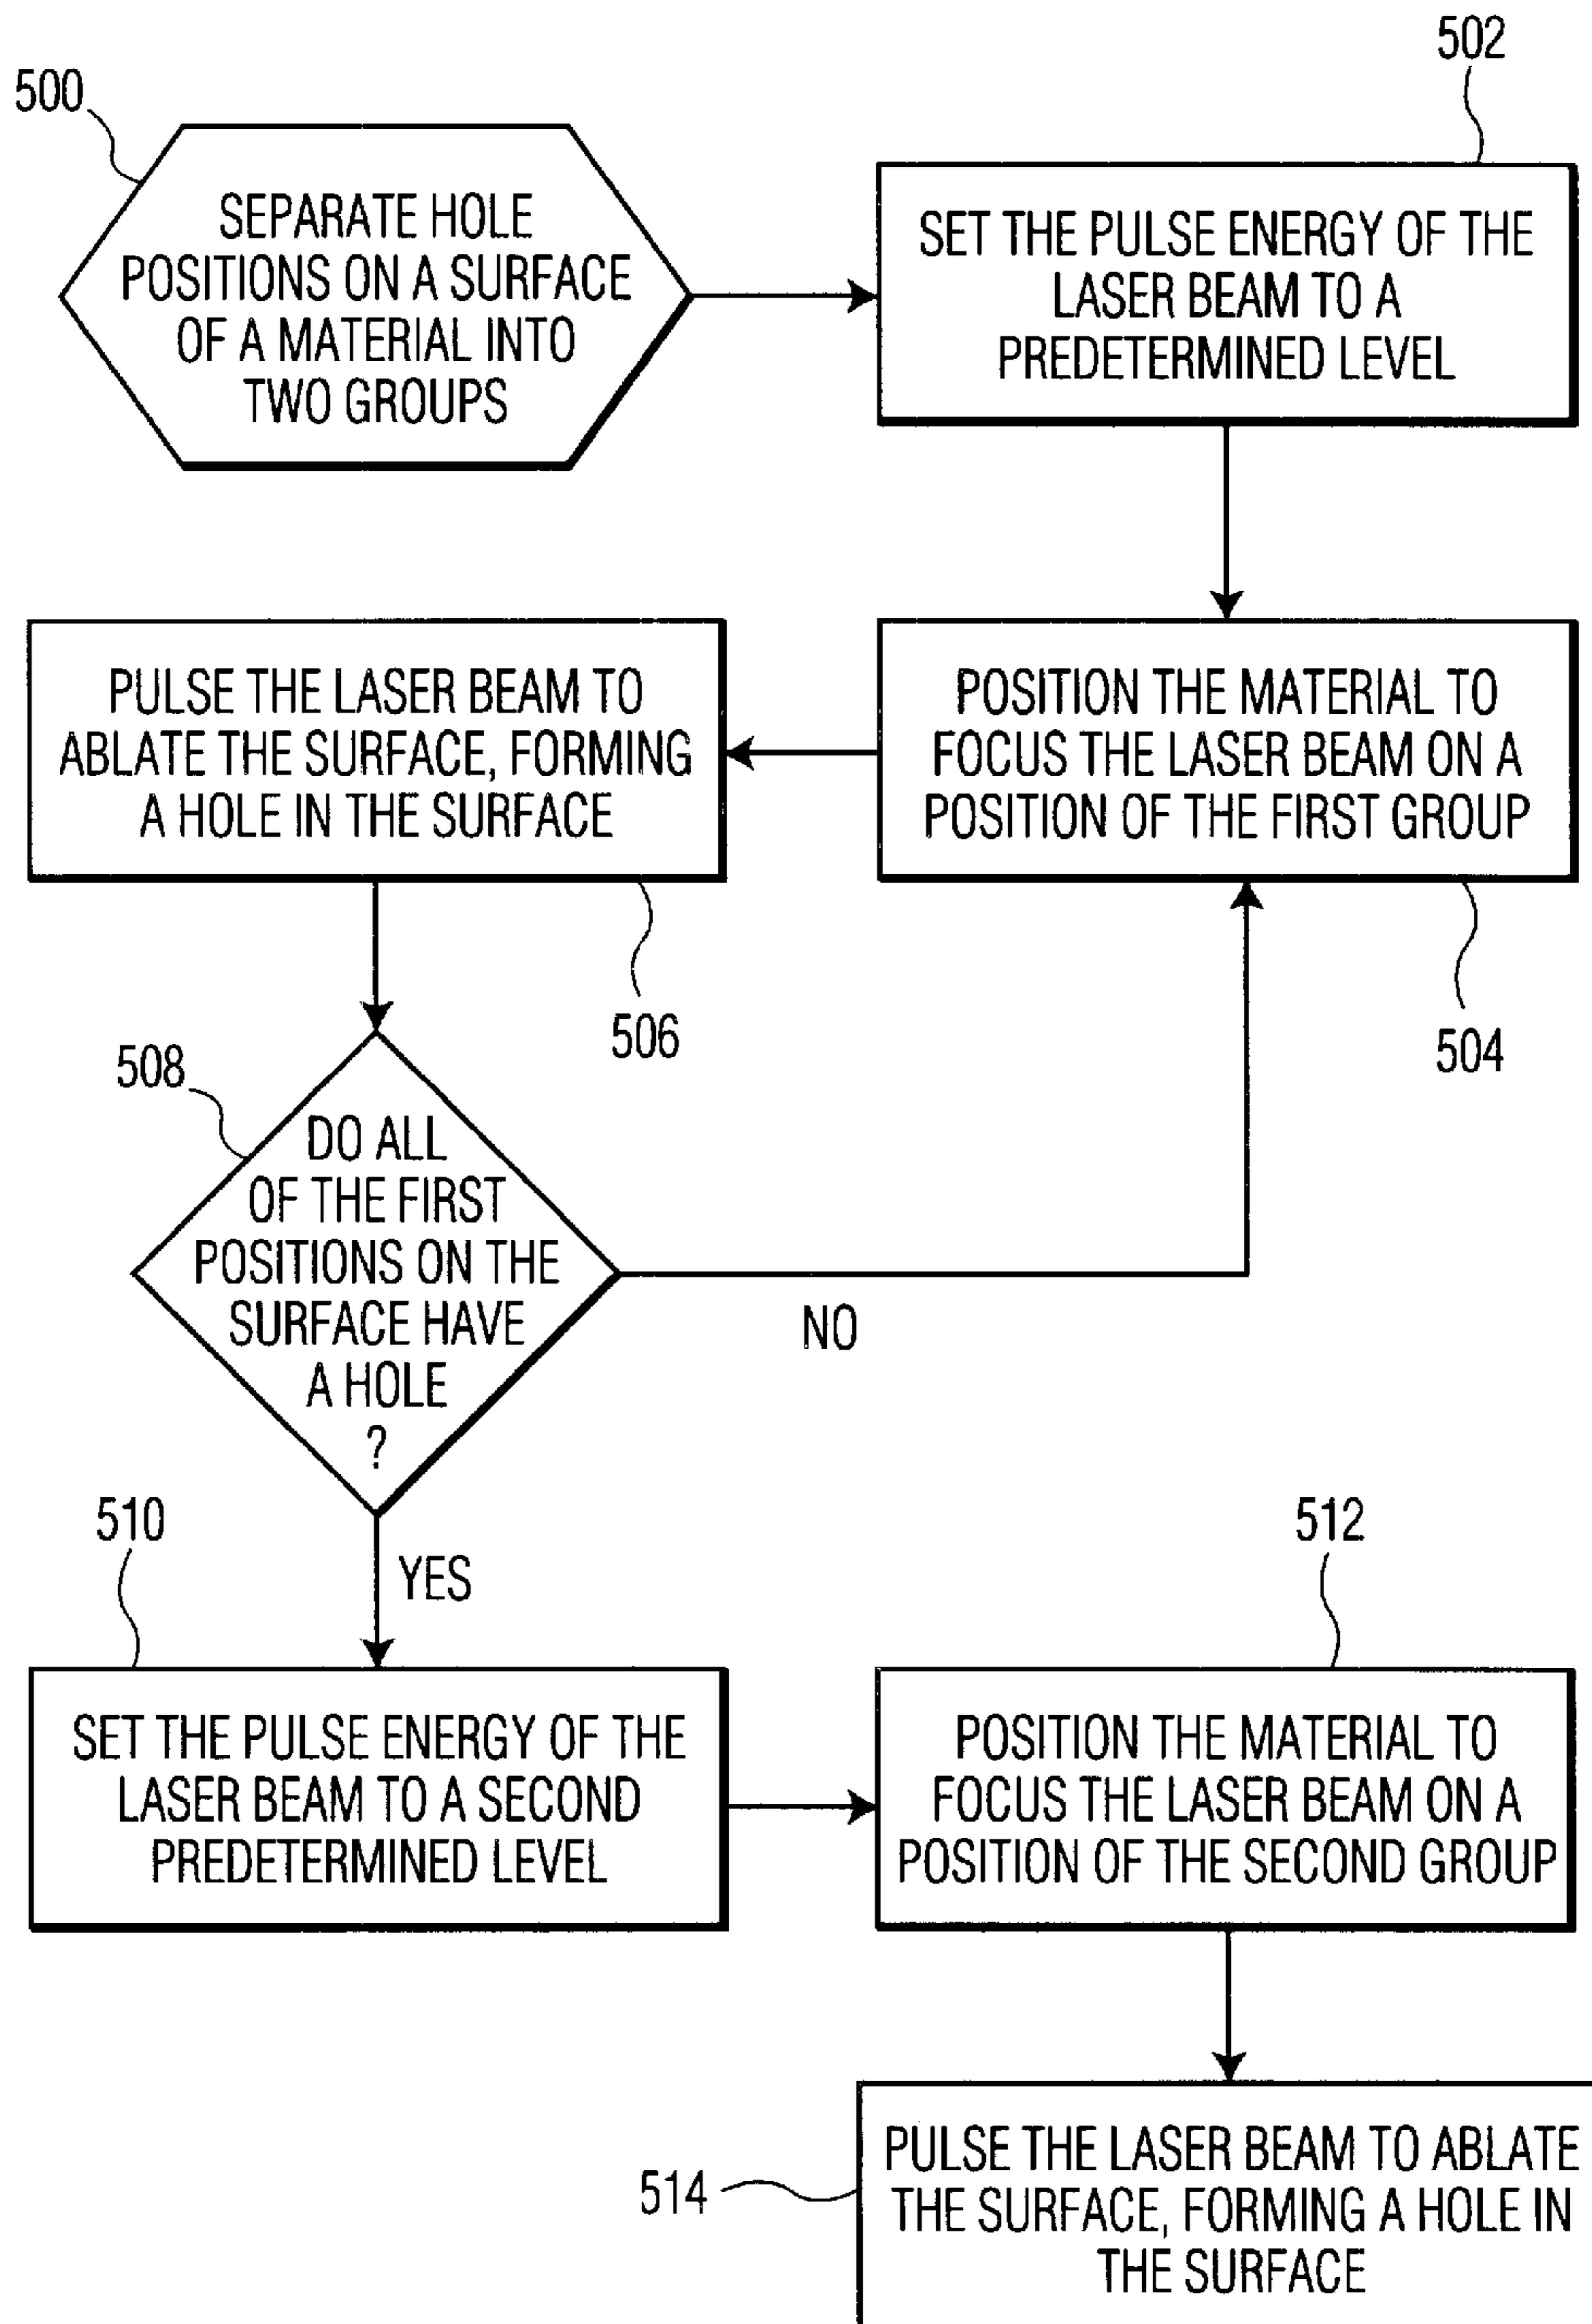 500
SEPARATE HOLE
POSITIONS ON A SURFACE
OF A MATERIAL INTO
TWO GROUPS
502
SET THE PULSE ENERGY OF THE
LASER BEAM TO A
PREDETERMINED LEVEL
POSITION THE MATERIAL TO
FOCUS THE LASER BEAM ON A
POSITION OF THE FIRST GROUP
504
PULSE THE LASER BEAM TO
ABLATE THE SURFACE, FORMING
A HOLE IN THE SURFACE
506
508
DO ALL
OF THE FIRST
POSITIONS ON THE
SURFACE HAVE
A HOLE
?
NO
YES
510
SET THE PULSE ENERGY OF THE
LASER BEAM TO A SECOND
PREDETERMINED LEVEL
512
POSITION THE MATERIAL TO
FOCUS THE LASER BEAM ON A
POSITION OF THE SECOND GROUP
514
PULSE THE LASER BEAM TO ABLATE
THE SURFACE, FORMING A HOLE IN
THE SURFACE